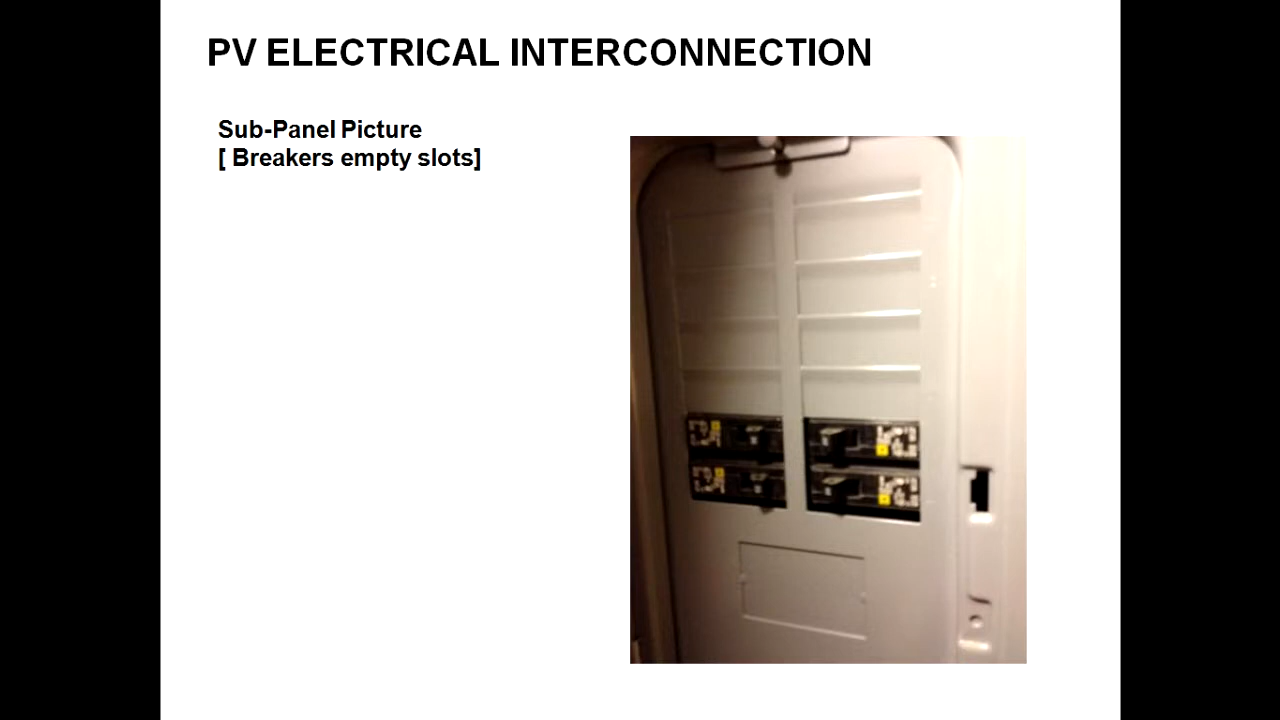 PV ELECTRICAL INTERCONNECTION
Sub-Panel Picture
[ Breakers empty slots]